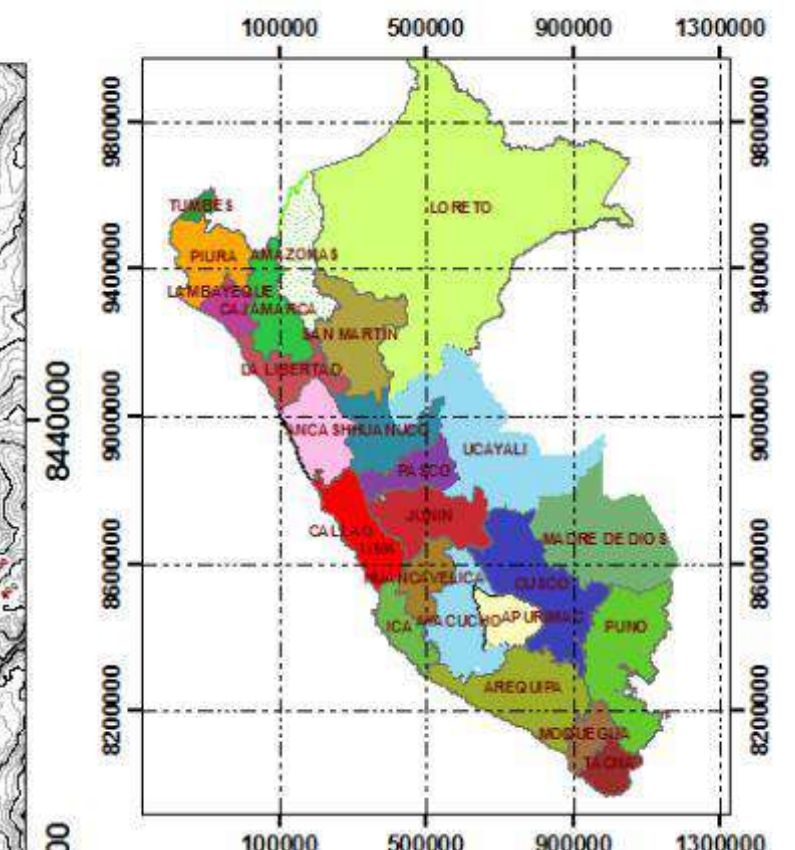 100000 500000 900000 1300000
9800000 9800000
TUMBES
LORETO
PIURA AMAZONAS
9400000 9400000
LAMBAYEQUE
CAJAMARCA
SAN MARTIN
LA LIBERTAD
8440000
9000000 9000000
ANCASH HUANUCO
UCAYALI
PASCO
JUNIN
CALLAO
LIMA
MADRE DE DIOS
8600000 8600000
HUANCAVELICA
CUSCO
ICA AYACUCHO APURIMAC PUNO
AREQUIPA
8200000 8200000
MOQUEGUA
TACNA
100000 500000 900000 1300000